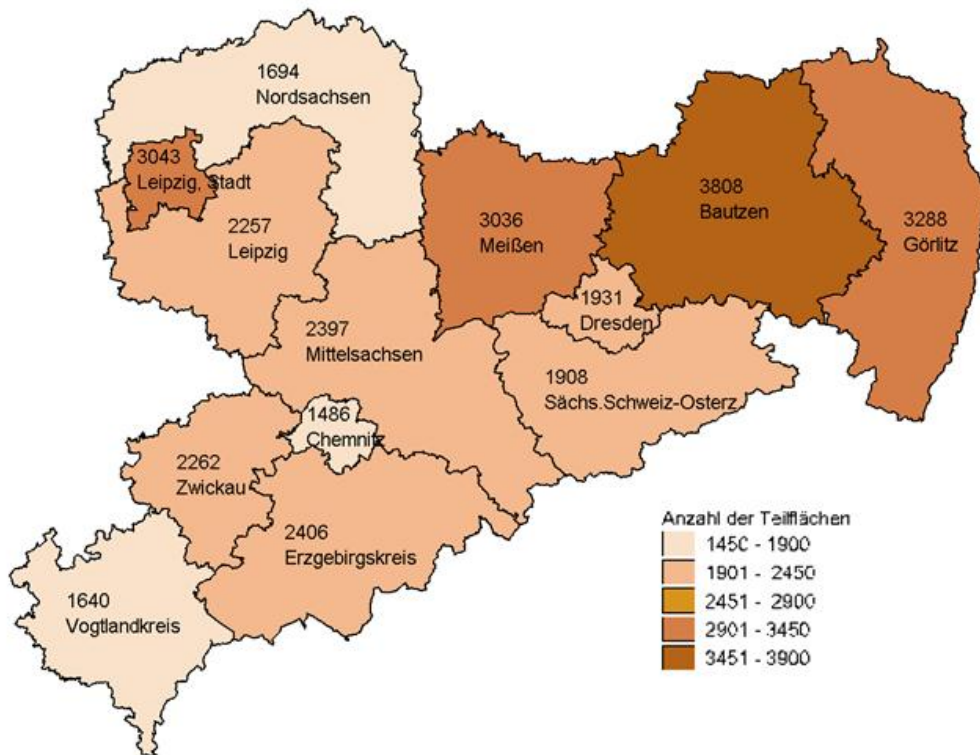 1694
Nordsachsen
3043
Leipzig, Stadt
2257
Leipzig
3036
Meißen
3808
Bautzen
3288
Görlitz
1931
Dresden
2397
Mittelsachsen
1908
Sächs.Schweiz-Osterz
1486
Chemnitz
2262
Zwickau
2406
Erzgebirgskreis
1640
Vogtlandkreis
Anzahl der Teilflächen
1450 - 1900
1901 - 2450
2451 - 2900
2901 - 3450
3451 - 3900